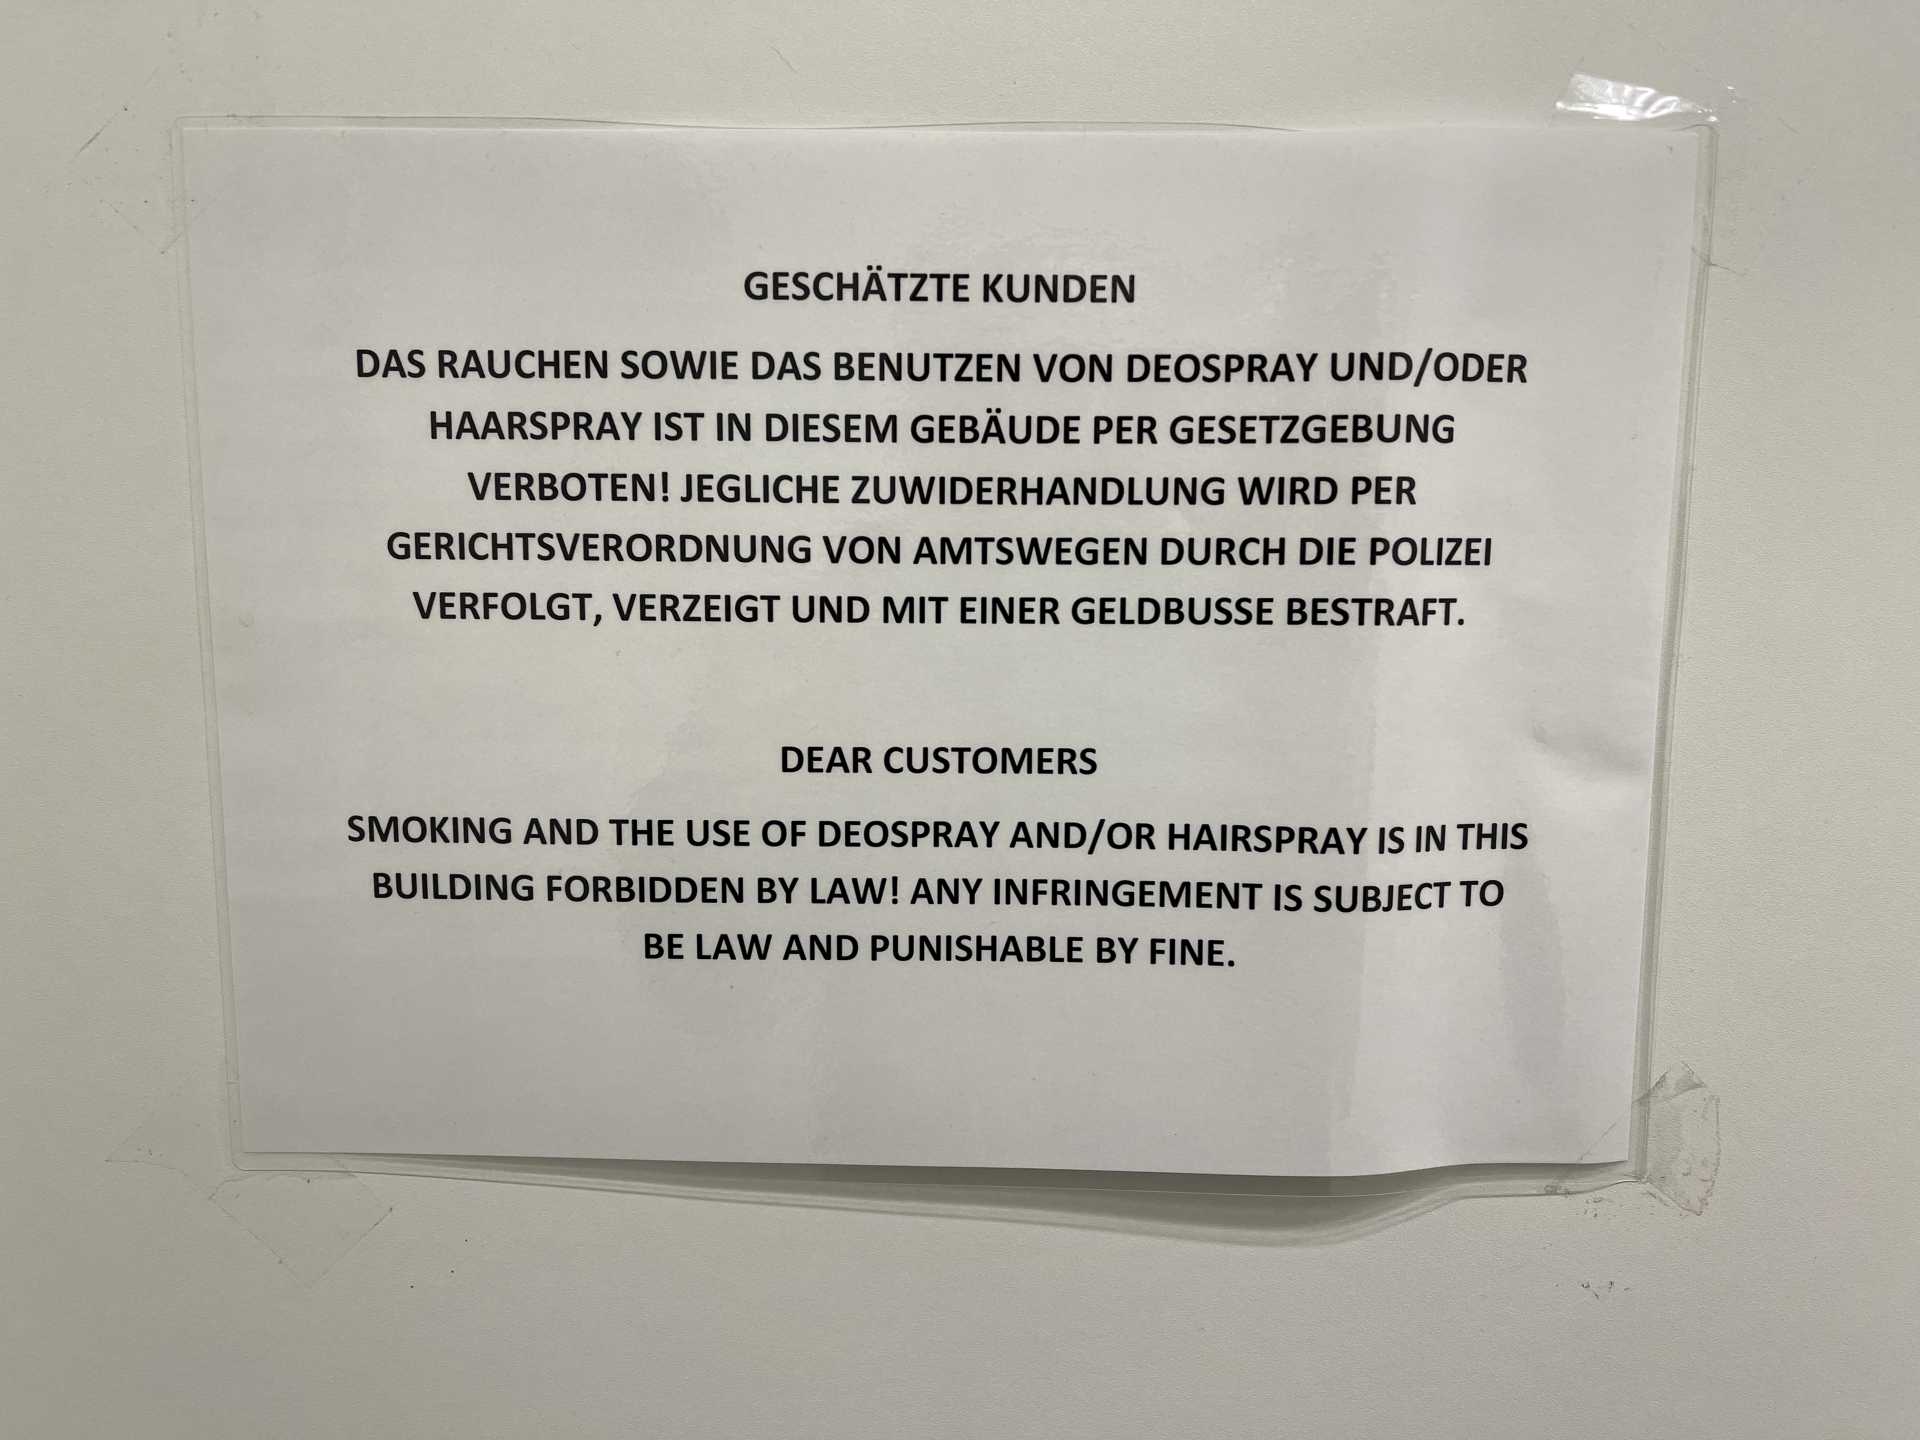 GESCHÄTZTE KUNDEN
DAS RAUCHEN SOWIE DAS BENUTZEN VON DEOSPRAY UND/ODER
HAARSPRAY IST IN DIESEM GEBÄUDE PER GESETZGEBUNG
VERBOTEN! JEGLICHE ZUWIDERHANDLUNG WIRD PER
GERICHTSVERORDNUNG VON AMTSWEGEN DURCH DIE POLIZEI
VERFOLGT, VERZEIGT UND MIT EINER GELDBUSSE BESTRAFT.
DEAR CUSTOMERS
SMOKING AND THE USE OF DEOSPRAY AND/OR HAIRSPRAY IS IN THIS
BUILDING FORBIDDEN BY LAW! ANY INFRINGEMENT IS SUBJECT TO
BE LAW AND PUNISHABLE BY FINE.